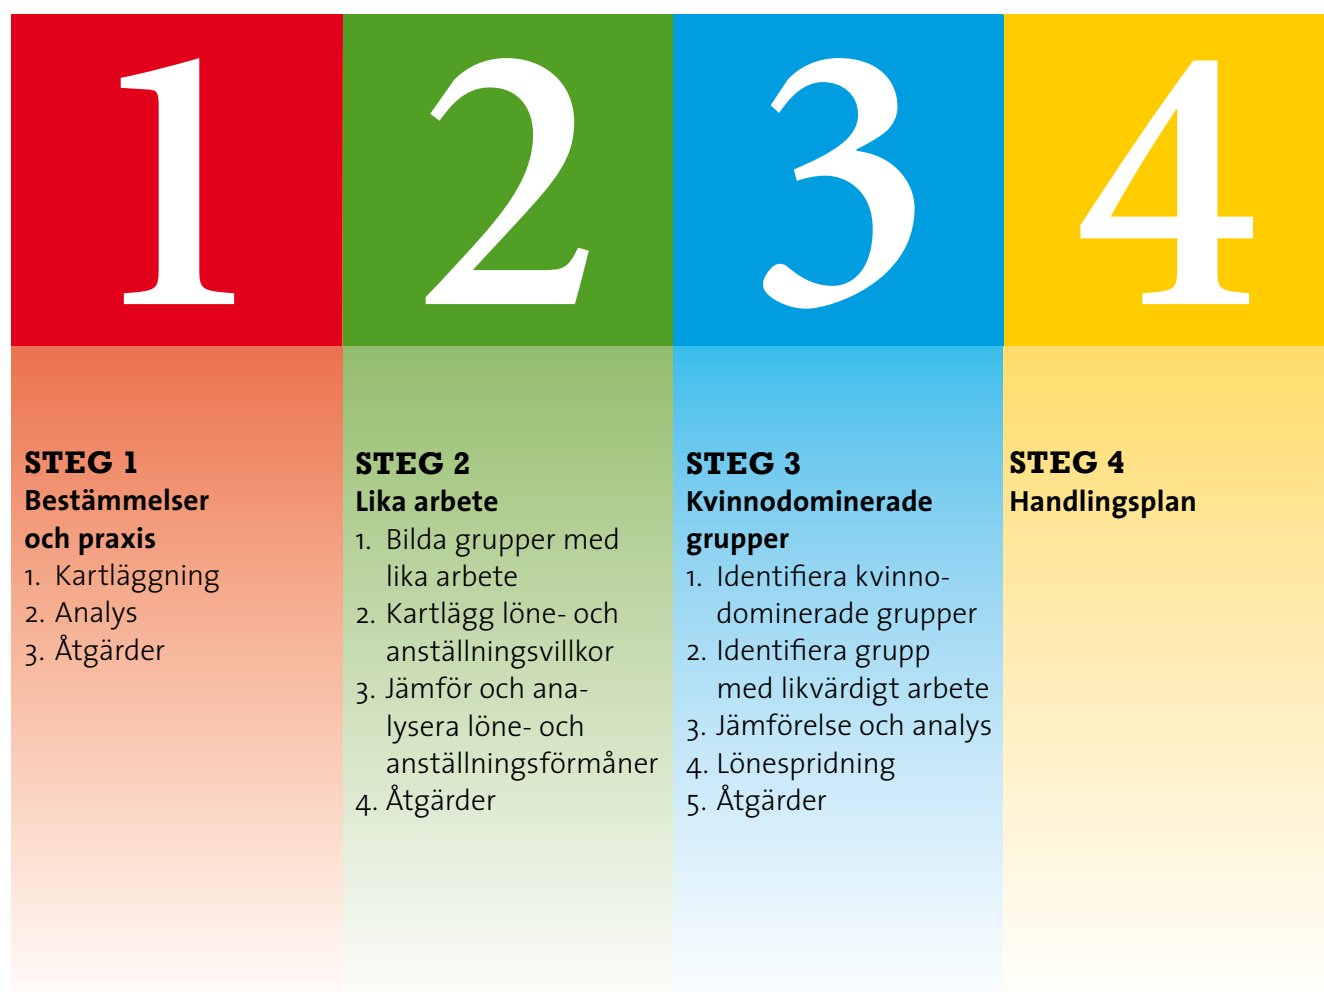 1
2
3
4
STEG 1
Bestämmelser
och praxis
1. Kartläggning
2. Analys
3. Åtgärder
STEG 2
Lika arbete
1. Bilda grupper med
lika arbete
2. Kartlägg löne- och
anställningsvillkor
3. Jämför och ana-
lysera löne- och
anställningsförmåner
4. Åtgärder
STEG 3
Kvinnodominerade
grupper
1. Identifiera kvinno-
dominerade grupper
2. Identifiera grupp
med likvärdigt arbete
3. Jämförelse och analys
4. Lönespridning
5. Åtgärder
STEG 4
Handlingsplan